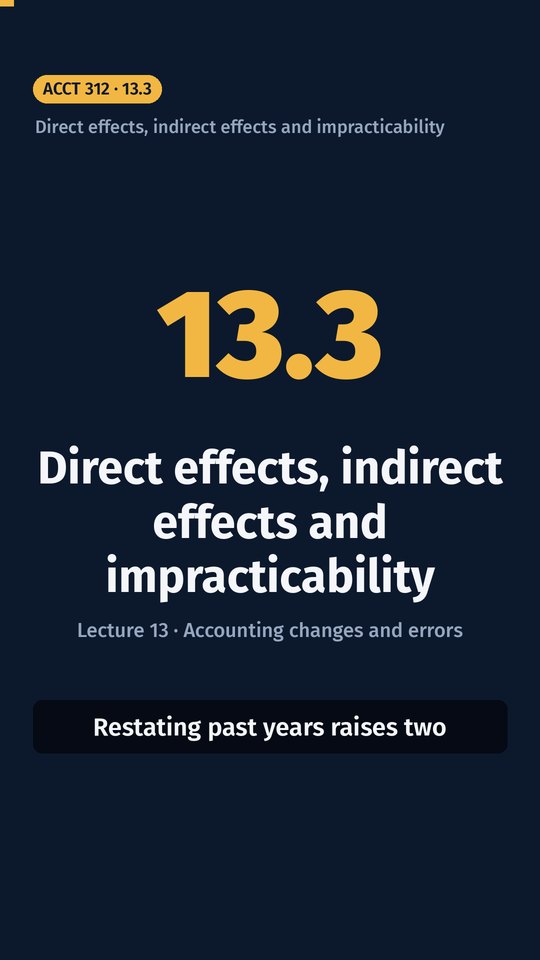 ACCT 312 · 13.3
Direct effects, indirect effects and impracticability
13.3
Direct effects, indirect
effects and
impracticability
Lecture 13 · Accounting changes and errors
Restating past years raises two